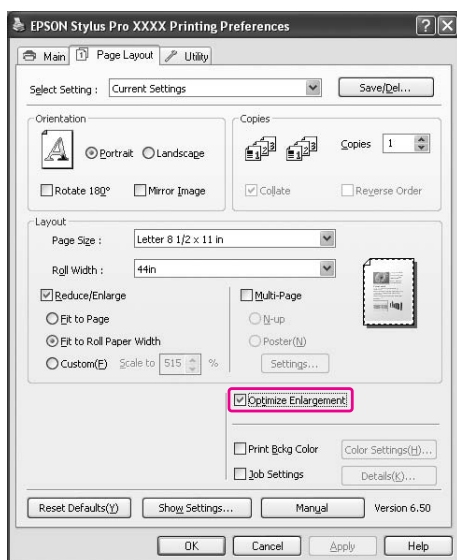 EPSON Stylus Pro XXXX Printing Preferences
Main Page Layout Utility
Select Setting : Current Settings Save/Del...
Orientation
Portrait Landscape
Rotate 180° Mirror Image
Copies
Copies 1
Collate Reverse Order
Layout
Page Size : Letter 8 1/2 x 11 in
Roll Width : 44in
Reduce/Enlarge
Fit to Page
Fit to Roll Paper Width
Custom(F) Scale to 515 %
Multi-Page
N-up
Poster(N)
Settings...
Optimize Enlargement
Print Bckg Color Color Settings(H)...
Job Settings Details(K)...
Reset Defaults(Y) Show Settings... Manual Version 6.50
OK Cancel Apply Help